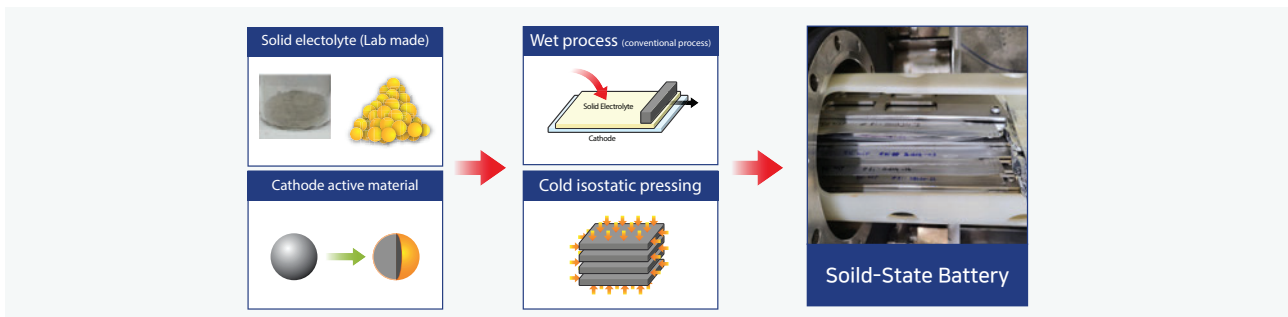 Solid electolyte (Lab made)
Cathode active material
Wet process (conventional process)
Solid Electrolyte
Cathode
Cold isostatic pressing
Soild-State Battery